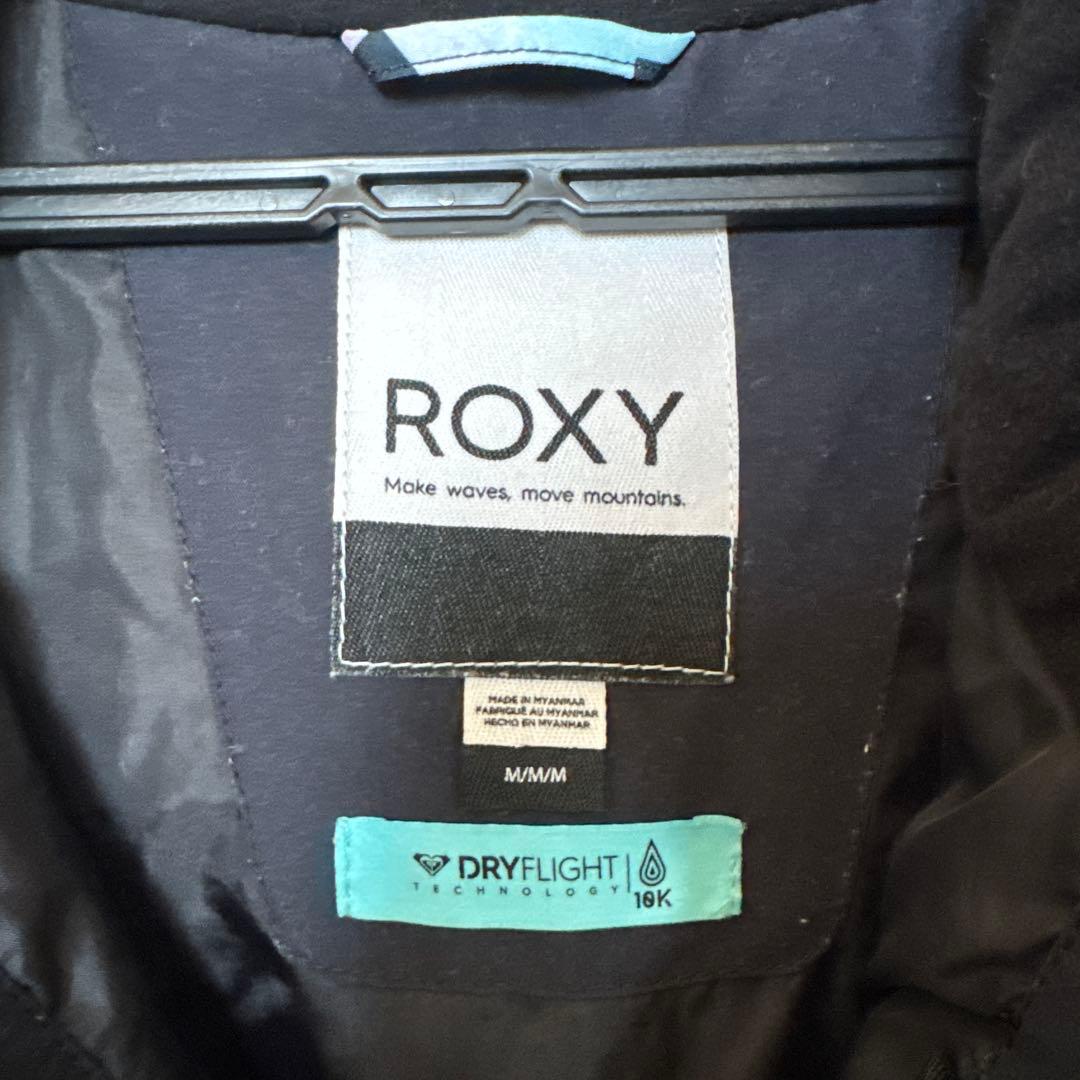 ROXY
Make waves, move mountains.
MADE IN MYANMAR
FABRIQUÉ AU MYANMAR
HECHO EN MYANMAR
M/M/M
DRYFLIGHT
TECHNOLOGY
10K